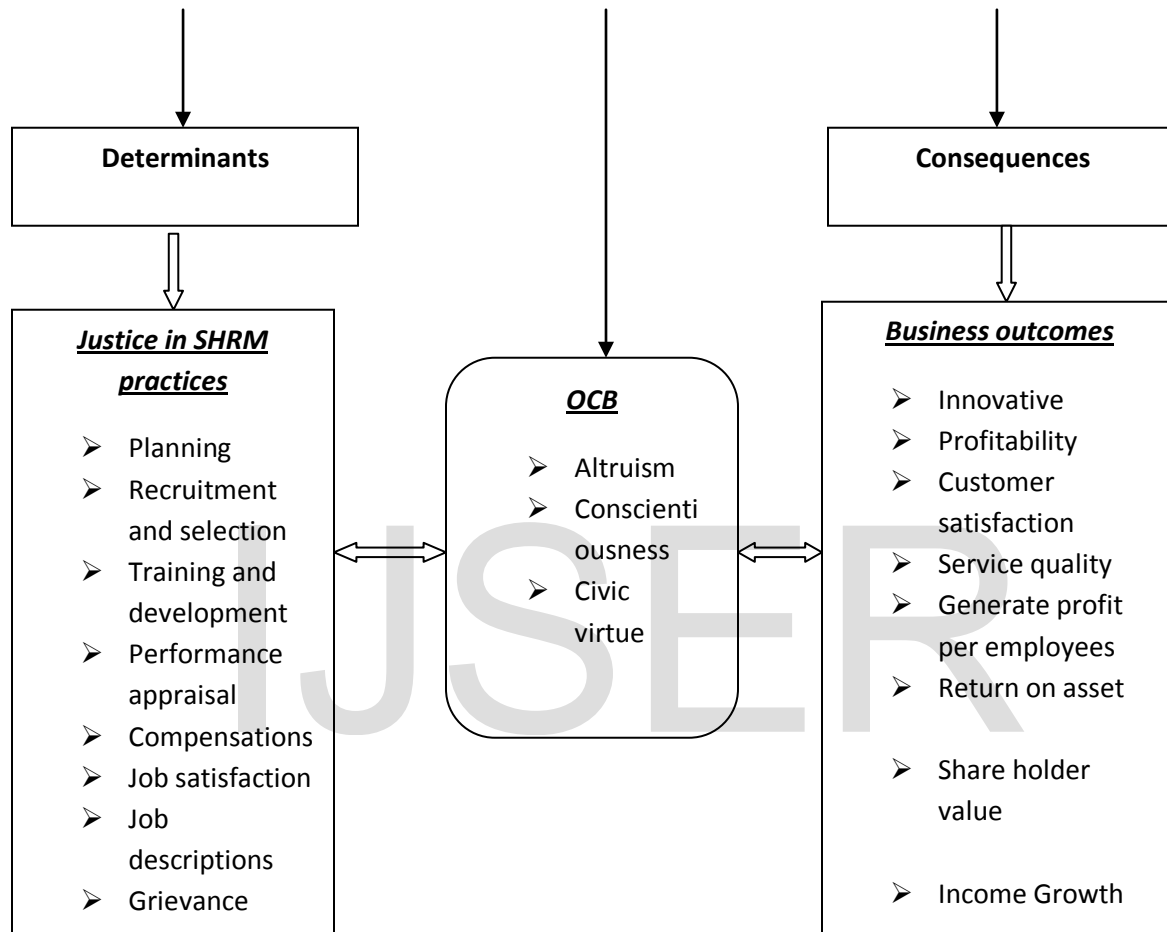 Determinants
Consequences
Justice in SHRM
practices
➢ Planning
➢ Recruitment
and selection
➢ Training and
development
➢ Performance
appraisal
➢ Compensations
➢ Job satisfaction
➢ Job
descriptions
➢ Grievance
OCB
➢ Altruism
➢ Conscienti
ousness
➢ Civic
virtue
Business outcomes
➢ Innovative
➢ Profitability
➢ Customer
satisfaction
➢ Service quality
➢ Generate profit
per employees
➢ Return on asset
➢ Share holder
value
➢ Income Growth
IJSER